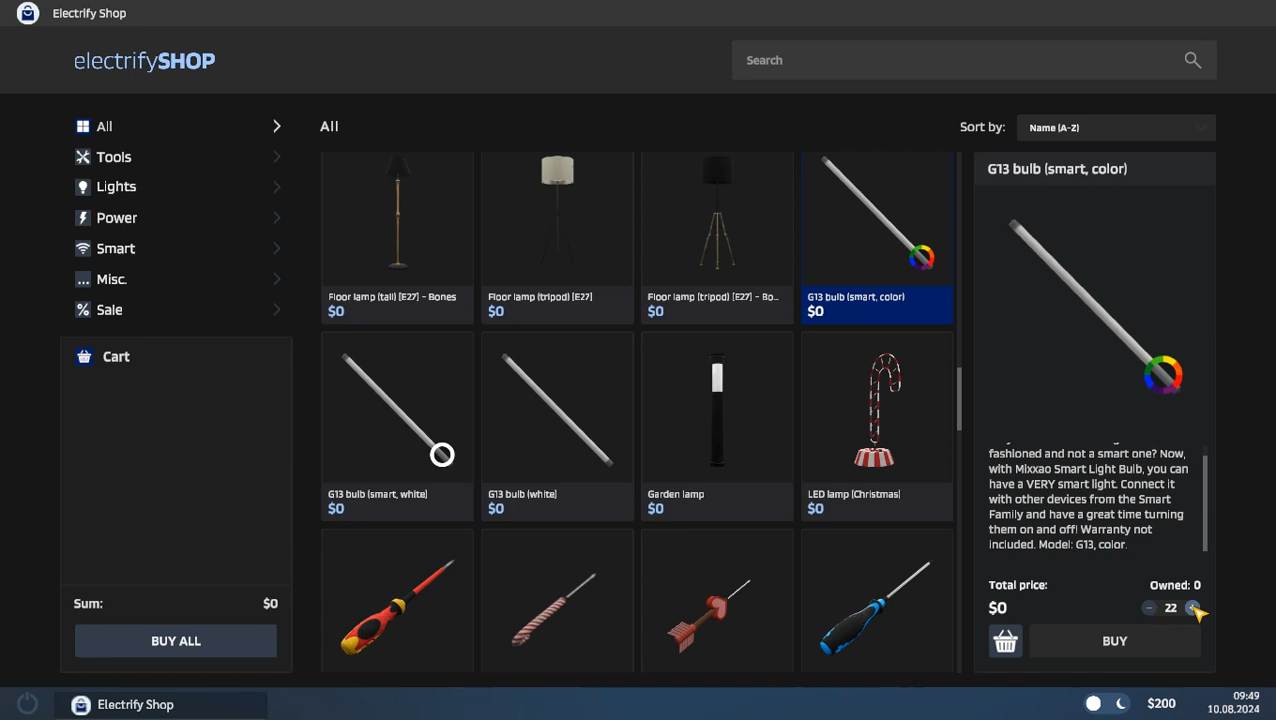 Electrify Shop
electrifySHOP
Search
All
Tools
Lights
Power
Smart
Misc.
Sale
Cart
Sum: $0
BUY ALL
All
Sort by: Name (A-Z)
Floor lamp (tall) [E27] - Bones
$0
Floor lamp (tripod) [E27]
$0
Floor lamp (tripod) [E27] - Bo...
$0
G13 bulb (smart, color)
$0
G13 bulb (smart, white)
$0
G13 bulb (white)
$0
Garden lamp
$0
LED lamp (Christmas)
$0
G13 bulb (smart, color)
fashioned and not a smart one? Now,
with Mixxao Smart Light Bulb, you can
have a VERY smart light. Connect it
with other devices from the Smart
Family and have a great time turning
them on and off! Warranty not
included. Model: G13, color.
Total price: Owned: 0
$0 22
BUY
Electrify Shop
$200
09:49
10.08.2024